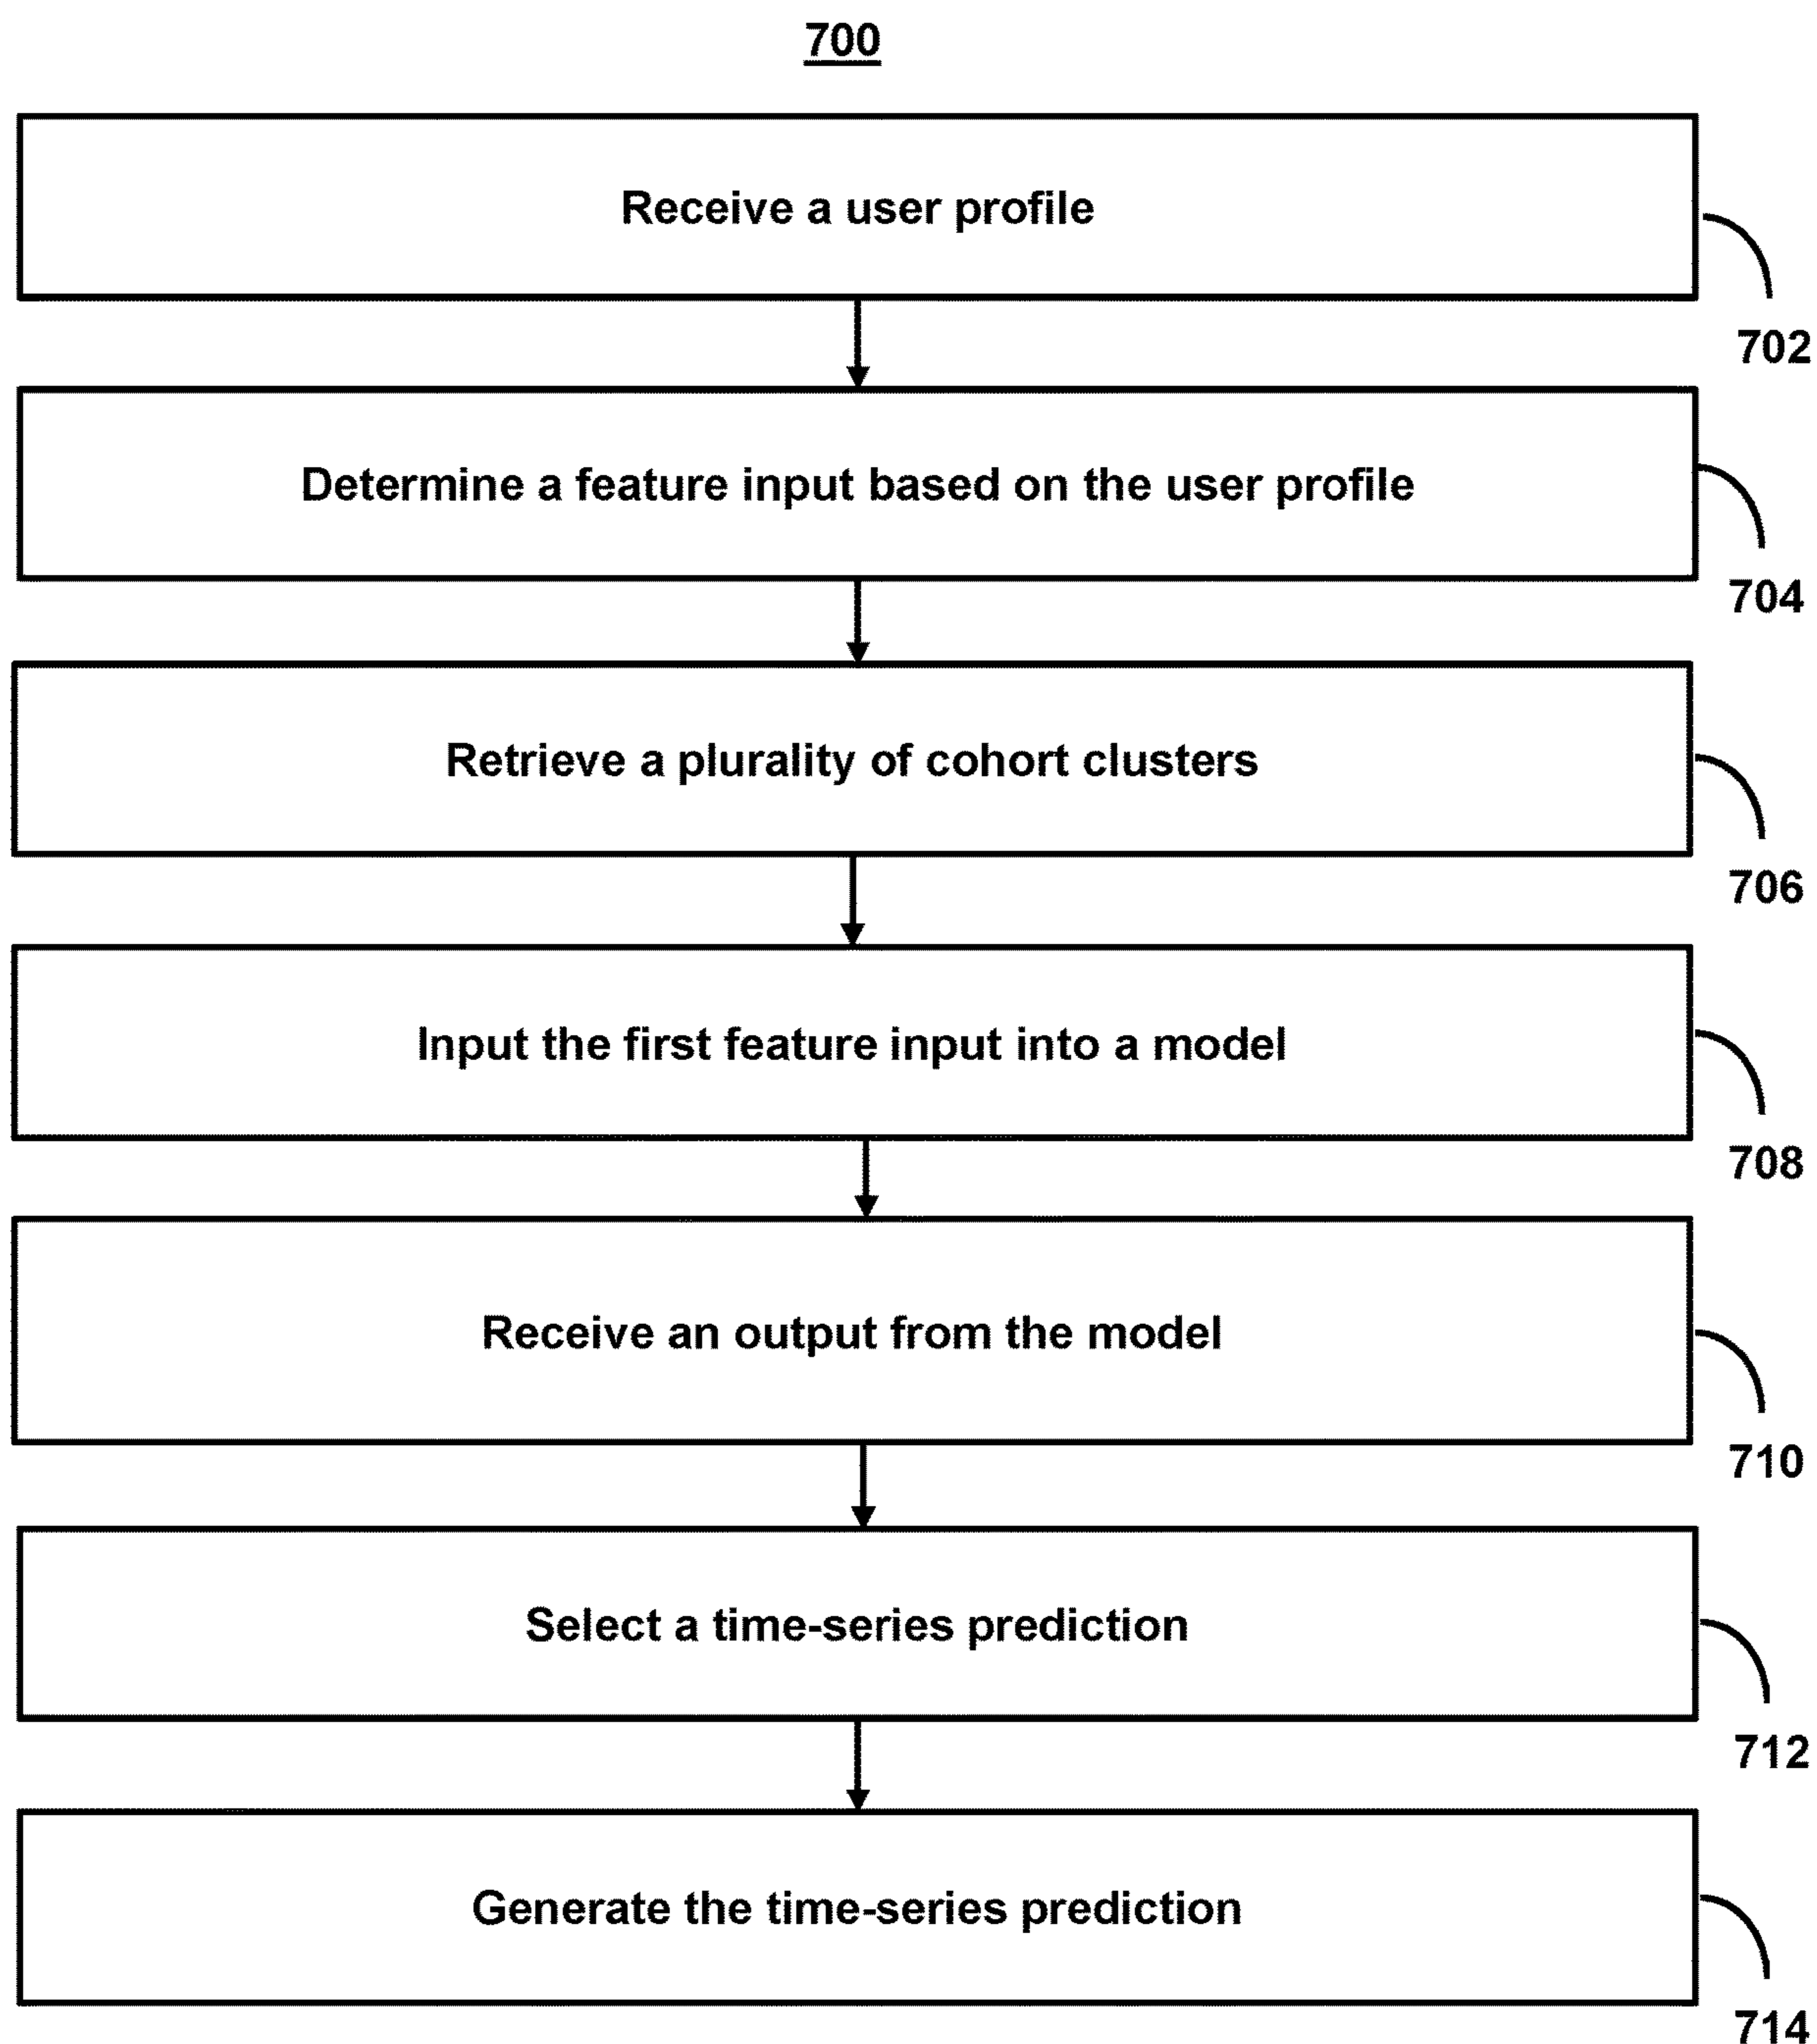 700
Receive a user profile
702
Determine a feature input based on the user profile
704
Retrieve a plurality of cohort clusters
706
Input the first feature input into a model
708
Receive an output from the model
710
Select a time-series prediction
712
Generate the time-series prediction
714